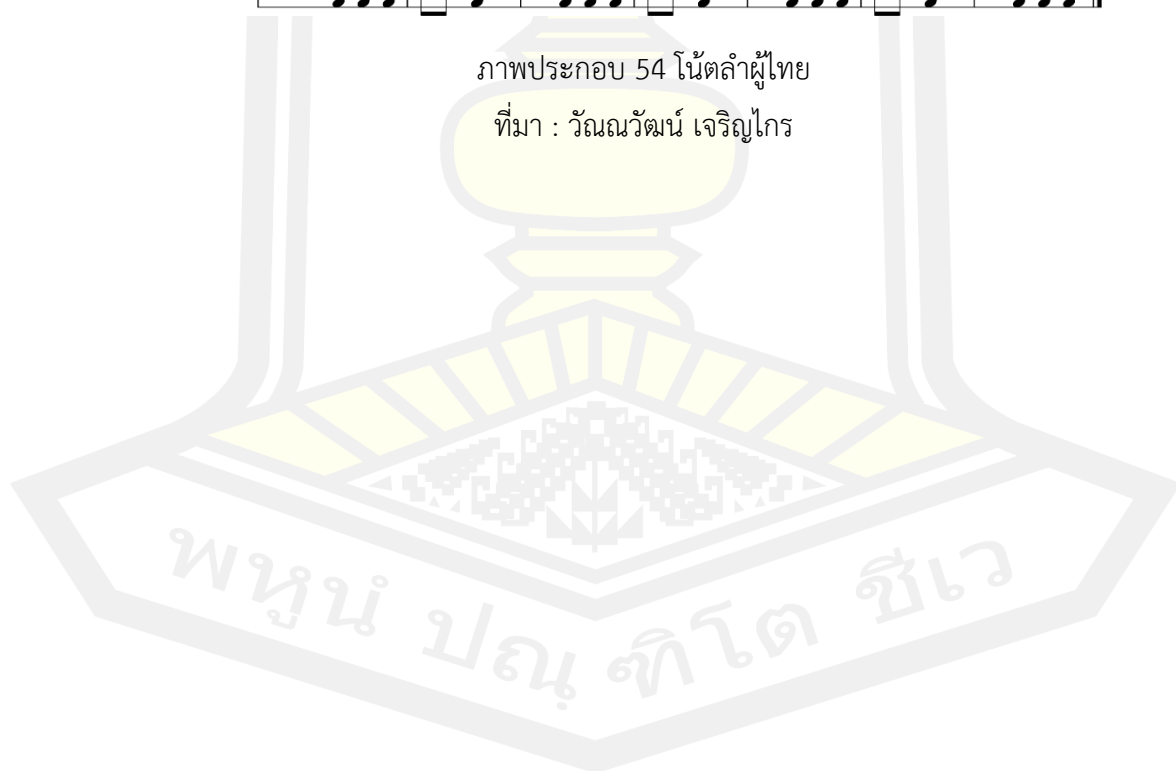 ภาพประกอบ 54 โน้ตลำผู้ไทย
ที่มา : วัณณวัฒน์ เจริญไกร
พหูนํ ปณฺฑิโต ชีเว